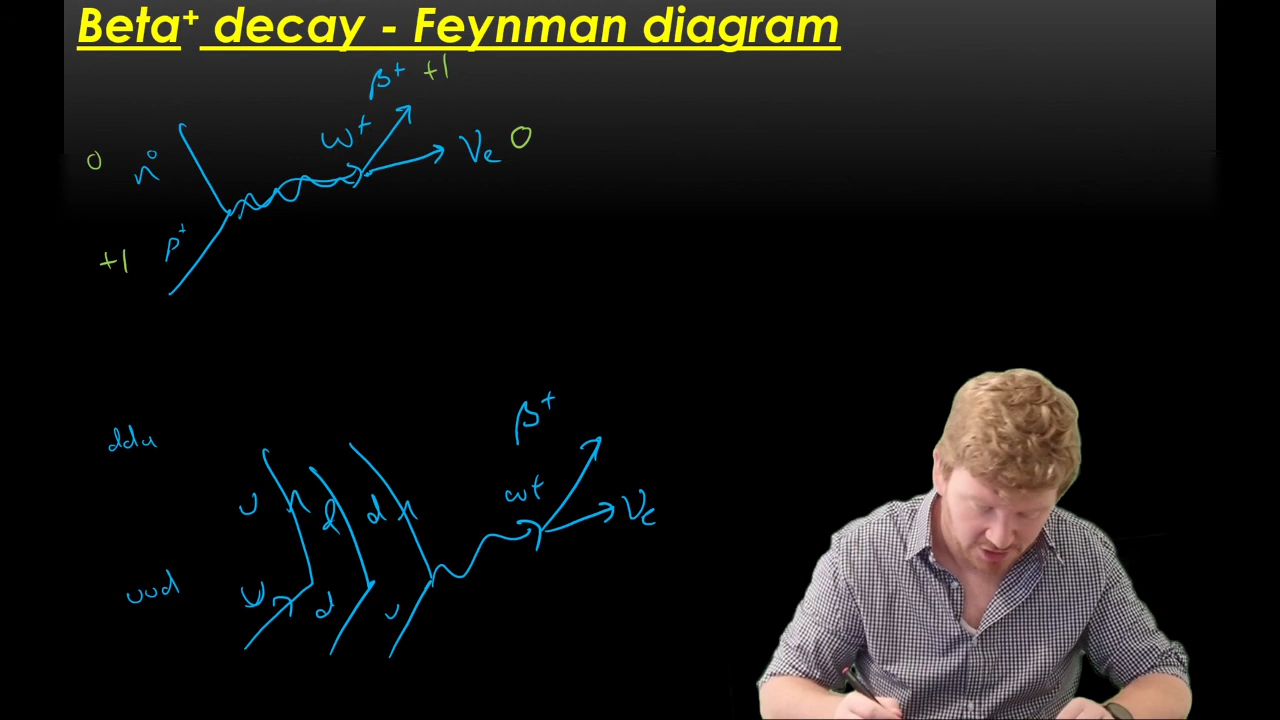 Beta⁺ decay - Feynman diagram
β⁺ +1
W⁺
νe 0
0 n⁰
+1 p⁺
β⁺
ddu
u d d
W⁺
νe
uud
u d u